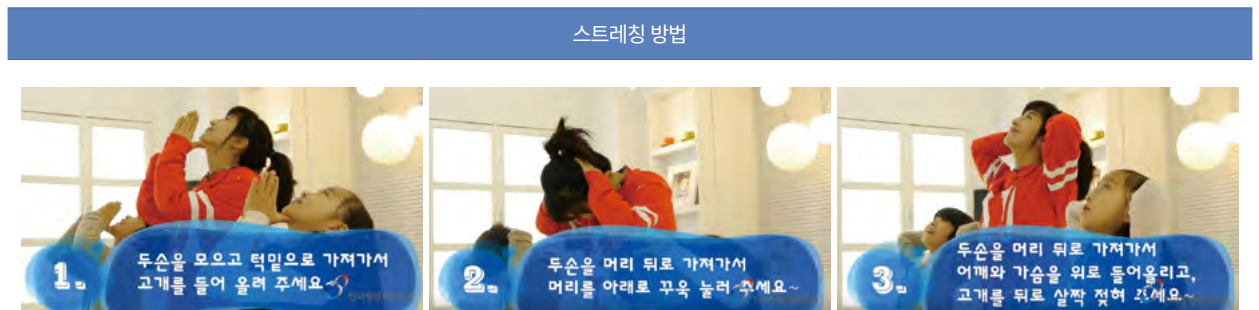 스트레칭 방법
1.
두손을 모으고 턱밑으로 가져가서
고개를 들어 올려 주세요~
2.
두손을 머리 뒤로 가져가서
머리를 아래로 꾸욱 눌러 주세요~
3.
두손을 머리 뒤로 가져가서
어깨와 가슴을 위로 들어올리고,
고개를 뒤로 살짝 젖혀 주세요~